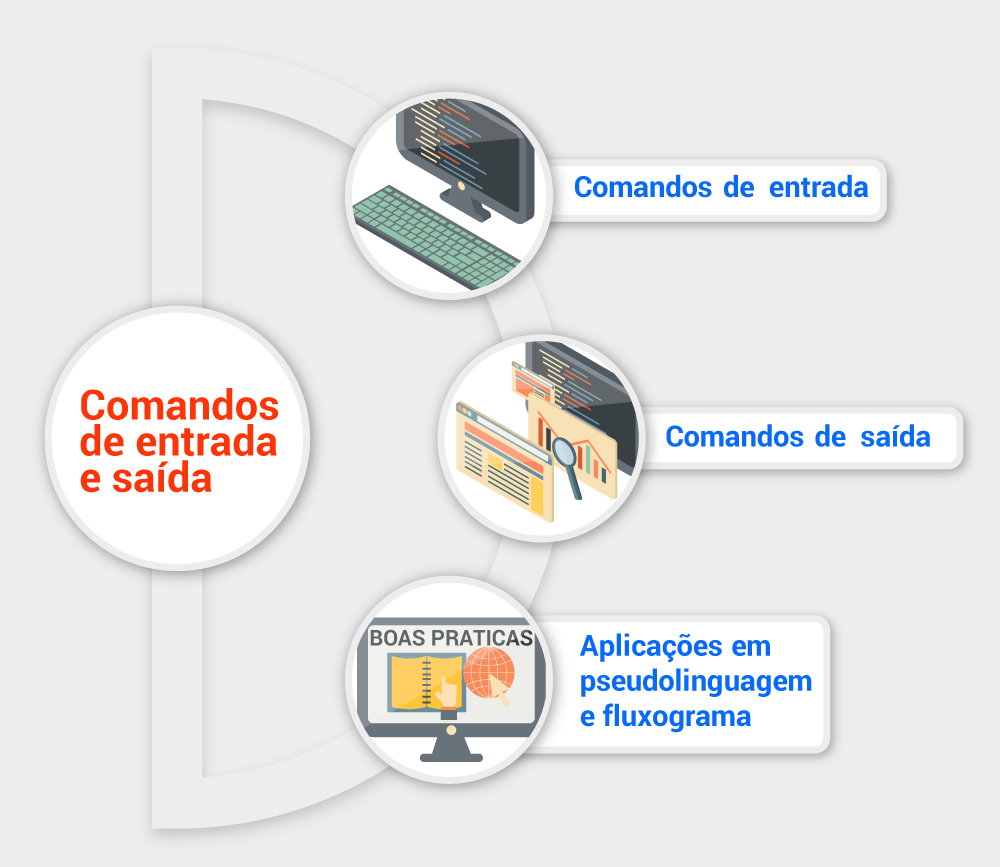 Comandos
de entrada
e saída
Comandos de entrada
Comandos de saída
BOAS PRATICAS
Aplicações em
pseudolinguagem
e fluxograma